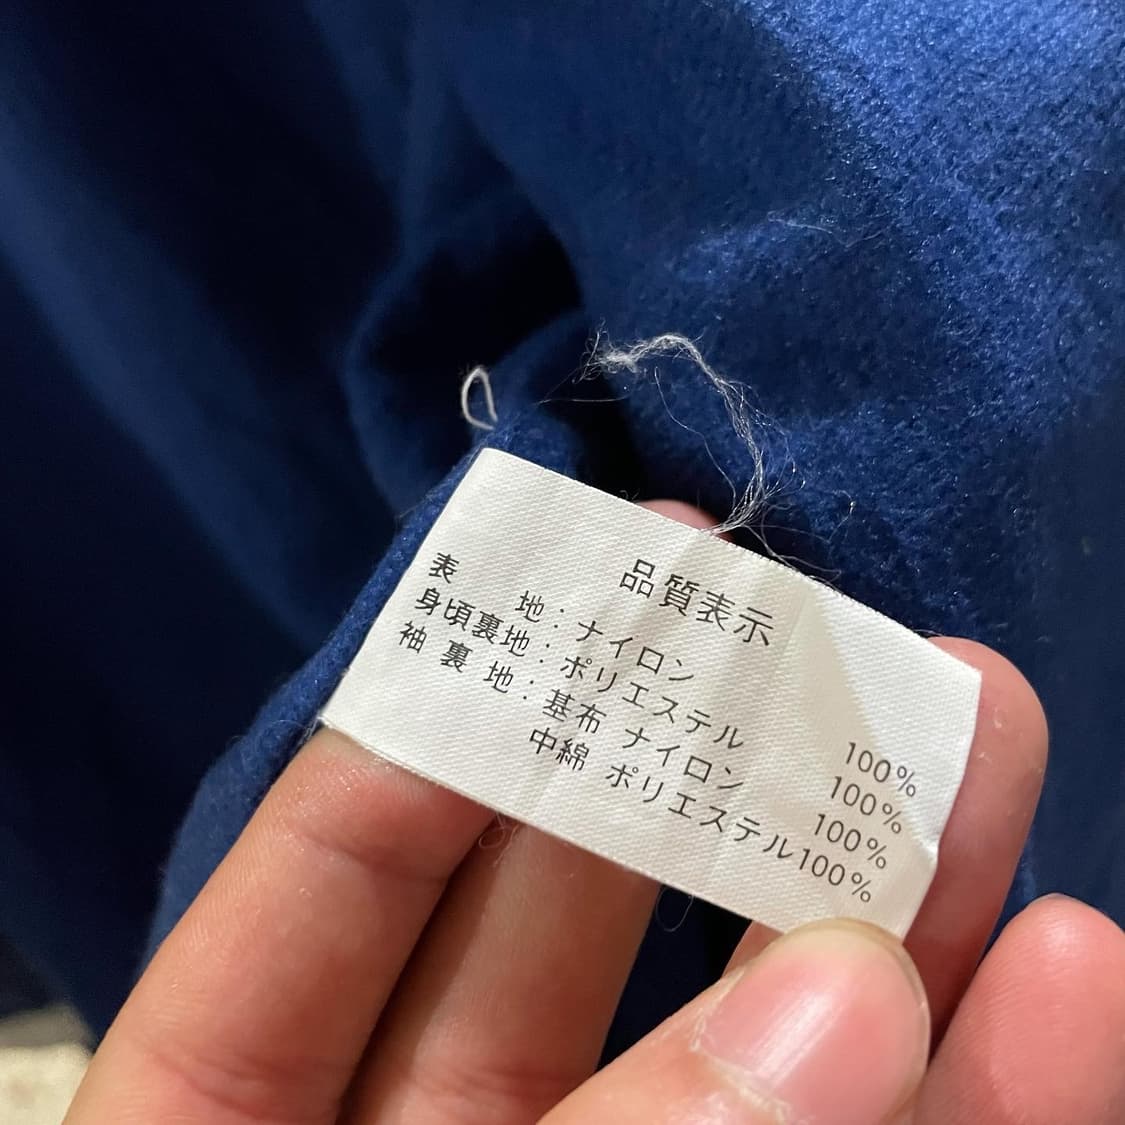 品質表示
表 地：ナイロン 100%
身頃裏地：ポリエステル 100%
袖裏地：基布 ナイロン 100%
中綿 ポリエステル100%